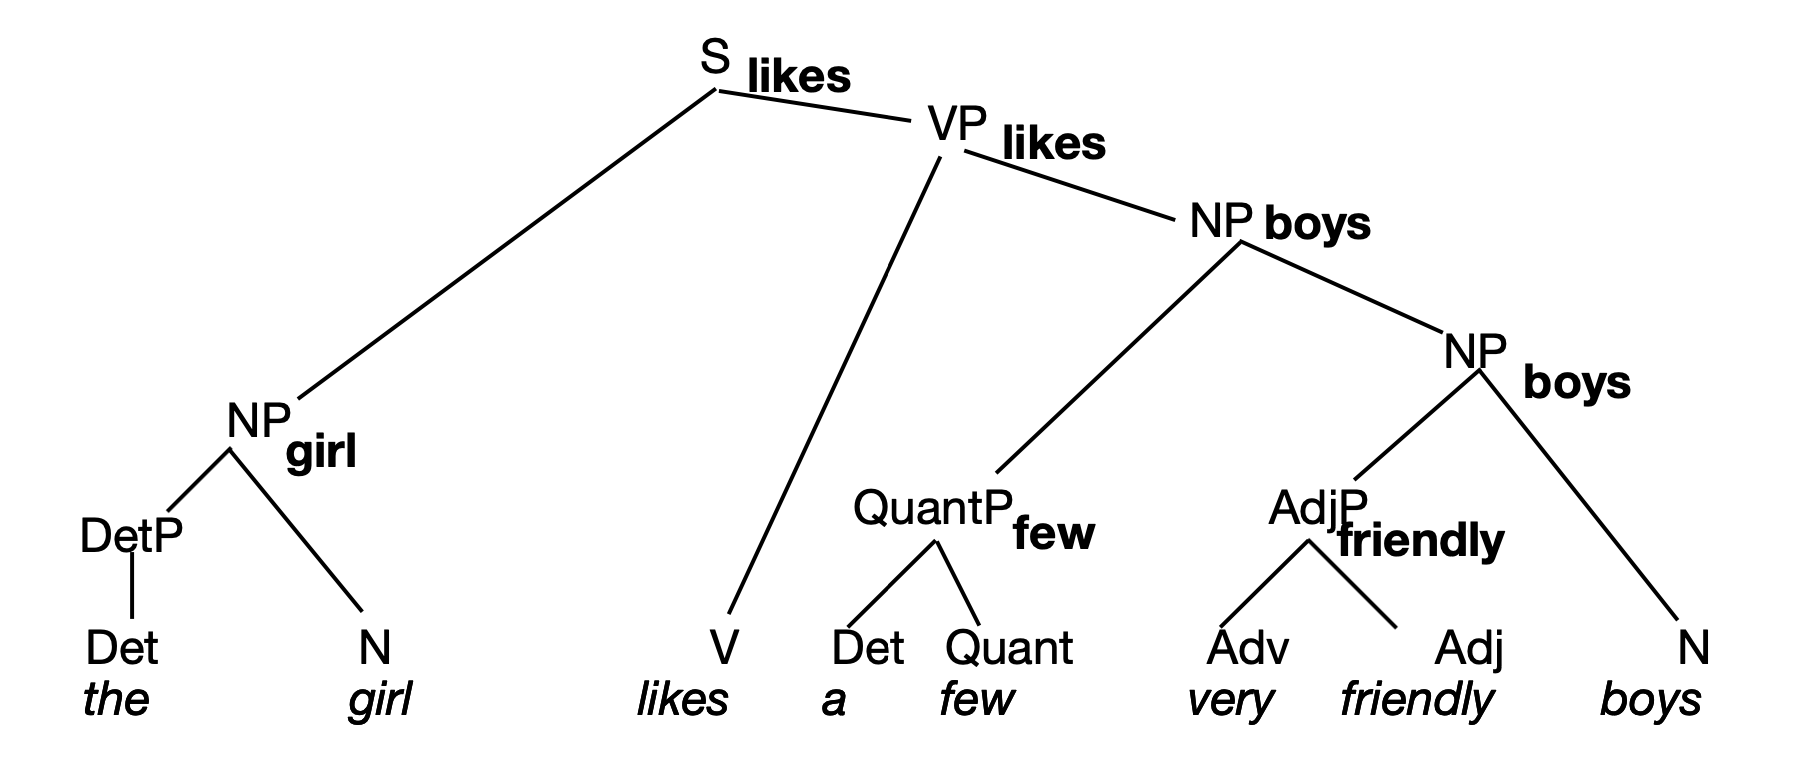 S likes
VP likes
NP boys
NP boys
NP girl
QuantP few AdjP friendly
DetP
Det N V Det Quant Adv Adj N
the girl likes a few very friendly boys